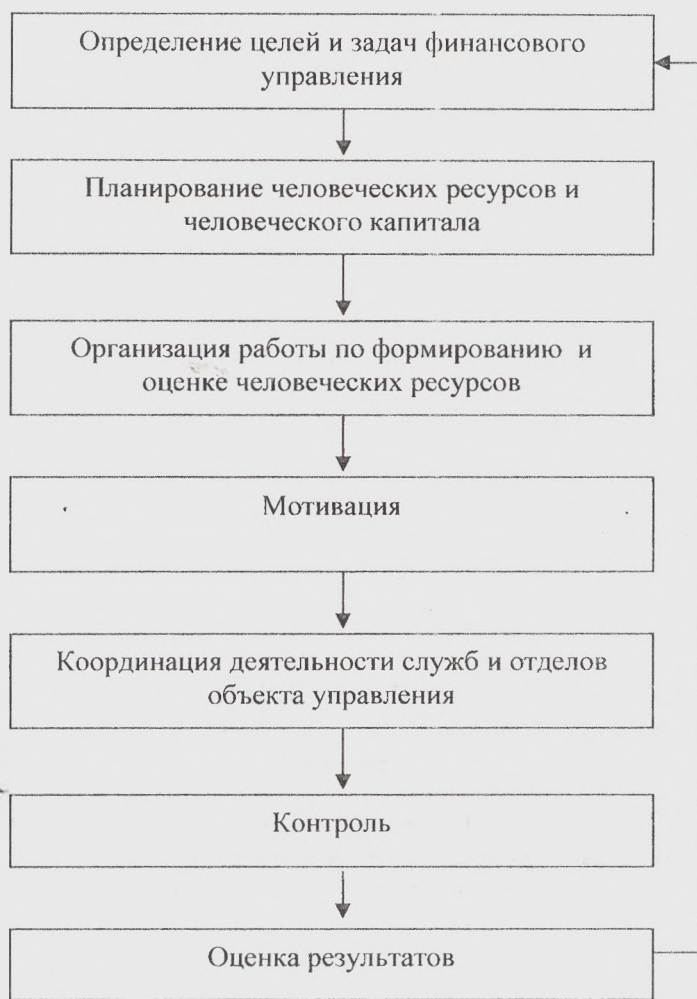 Определение целей и задач финансового
управления
Планирование человеческих ресурсов и
человеческого капитала
Организация работы по формированию и
оценке человеческих ресурсов
Мотивация
Координация деятельности служб и отделов
объекта управления
Контроль
Оценка результатов